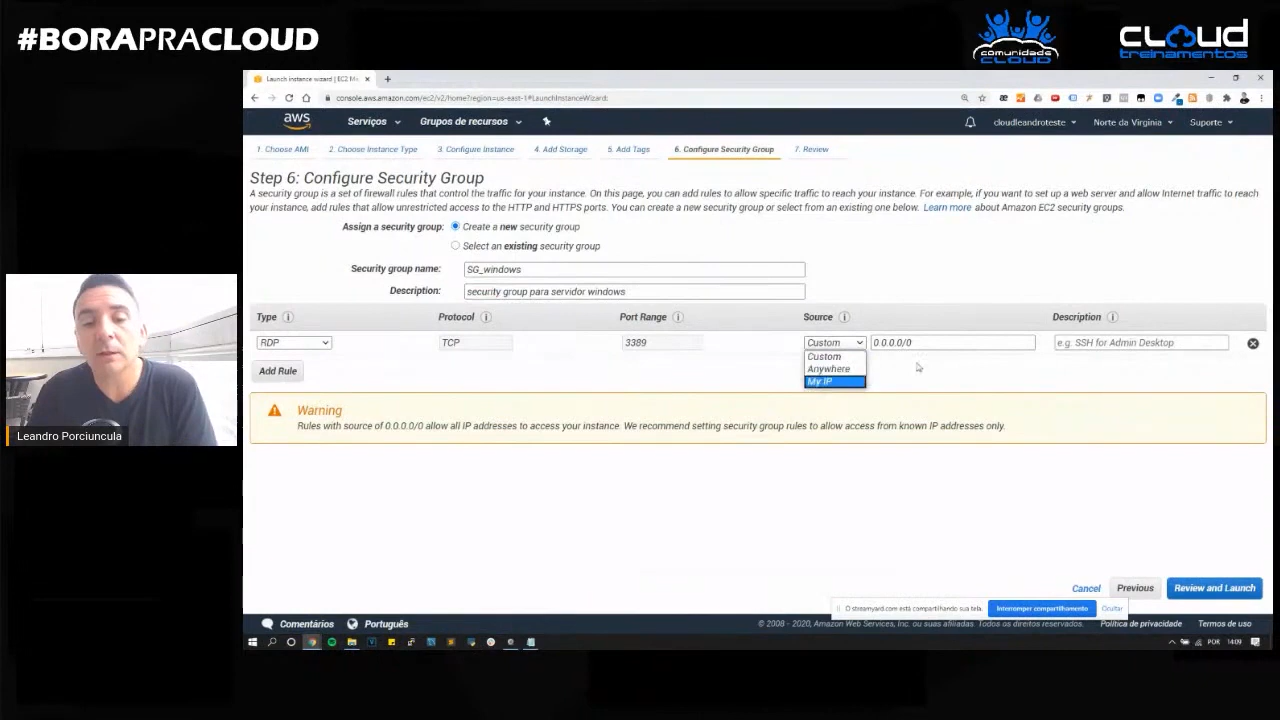 #BORAPRACLOUD
comunidade
CLOUD
CLOUD
treinamentos
Launch instance wizard | EC2 M
console.aws.amazon.com/ec2/v2/home?region=us-east-1#LaunchInstanceWizard:
aws
Serviços
Grupos de recursos
cloudleandroteste
Norte da Virgínia
Suporte
1. Choose AMI
2. Choose Instance Type
3. Configure Instance
4. Add Storage
5. Add Tags
6. Configure Security Group
7. Review
Step 6: Configure Security Group
A security group is a set of firewall rules that control the traffic for your instance. On this page, you can add rules to allow specific traffic to reach your instance. For example, if you want to set up a web server and allow Internet traffic to reach
your instance, add rules that allow unrestricted access to the HTTP and HTTPS ports. You can create a new security group or select from an existing one below. Learn more about Amazon EC2 security groups.
Assign a security group:
Create a new security group
Select an existing security group
Security group name:
SG_windows
Description:
security group para servidor windows
Type
Protocol
Port Range
Source
Description
RDP
TCP
3389
Custom
0.0.0.0/0
e.g. SSH for Admin Desktop
Custom
Anywhere
My IP
Add Rule
Warning
Rules with source of 0.0.0.0/0 allow all IP addresses to access your instance. We recommend setting security group rules to allow access from known IP addresses only.
Leandro Porciuncula
Cancel
Previous
Review and Launch
O streamyard.com está compartilhando sua tela.
Interromper compartilhamento
Ocultar
Comentários
Português
© 2008 - 2020, Amazon Web Services, Inc. ou suas afiliadas. Todos os direitos reservados.
Política de privacidade
Termos de uso
POR
14:09